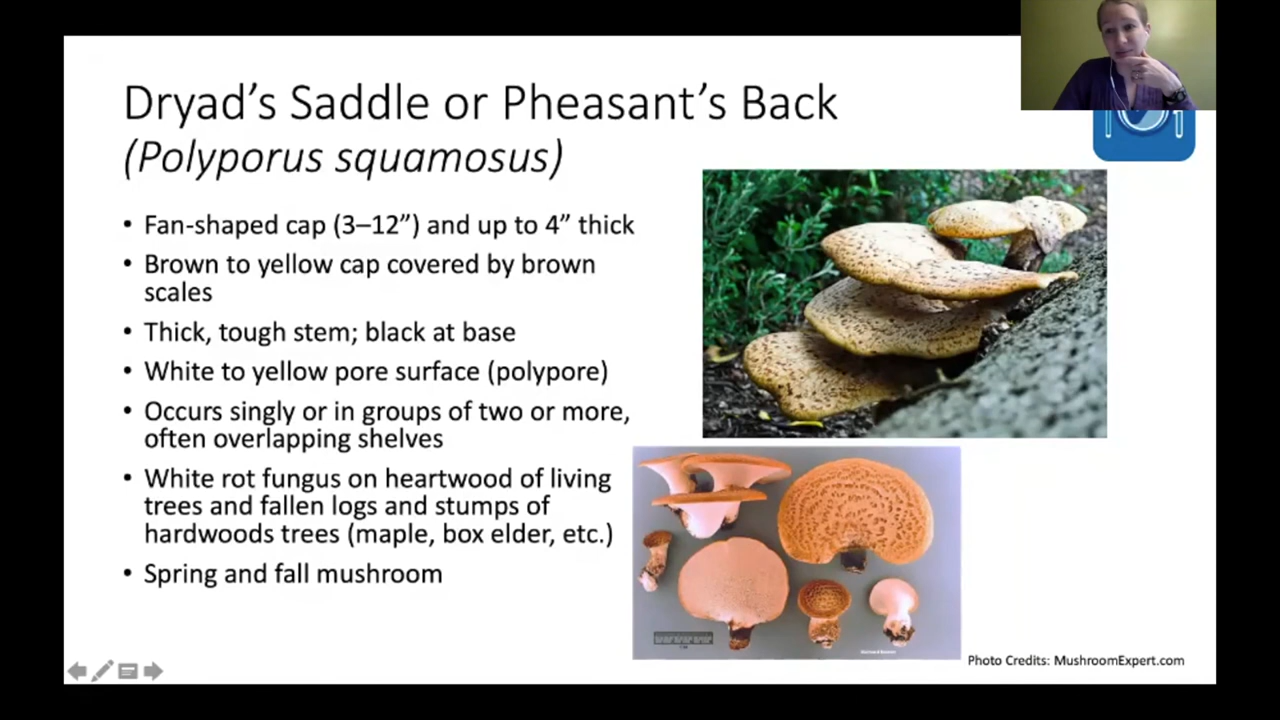 Dryad's Saddle or Pheasant's Back
(Polyporus squamosus)
• Fan-shaped cap (3–12”) and up to 4” thick
• Brown to yellow cap covered by brown
scales
• Thick, tough stem; black at base
• White to yellow pore surface (polypore)
• Occurs singly or in groups of two or more,
often overlapping shelves
• White rot fungus on heartwood of living
trees and fallen logs and stumps of
hardwoods trees (maple, box elder, etc.)
• Spring and fall mushroom
Photo Credits: MushroomExpert.com